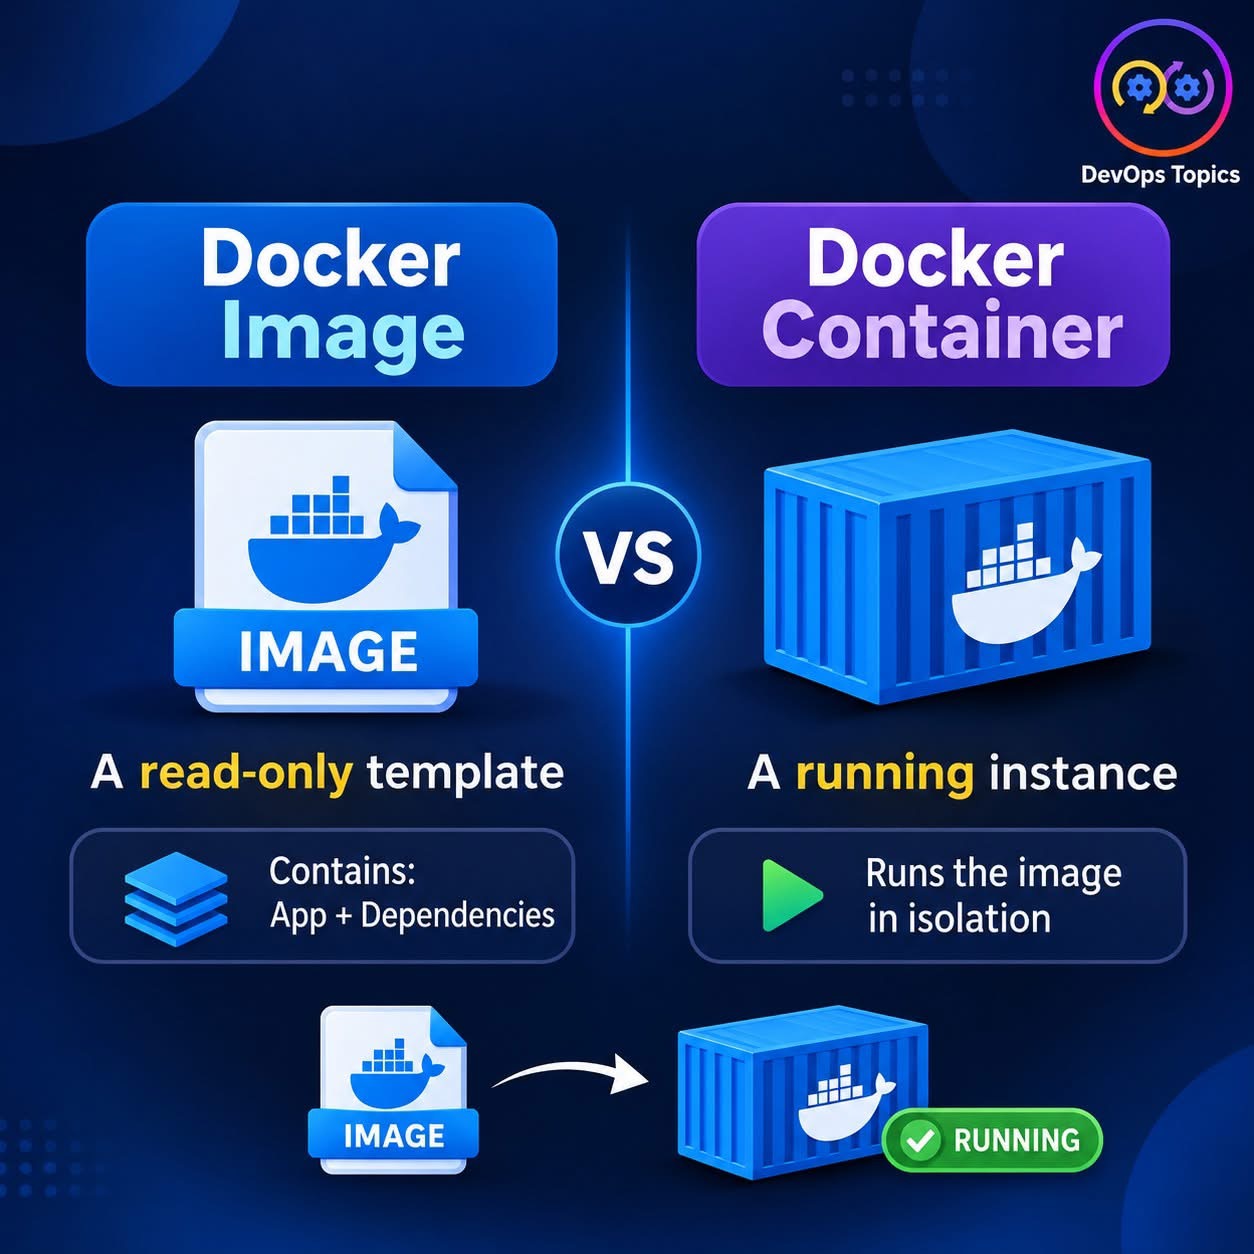 DevOps Topics
Docker
Image
Docker
Container
VS
IMAGE
A read-only template
A running instance
Contains:
App + Dependencies
Runs the image
in isolation
IMAGE
RUNNING